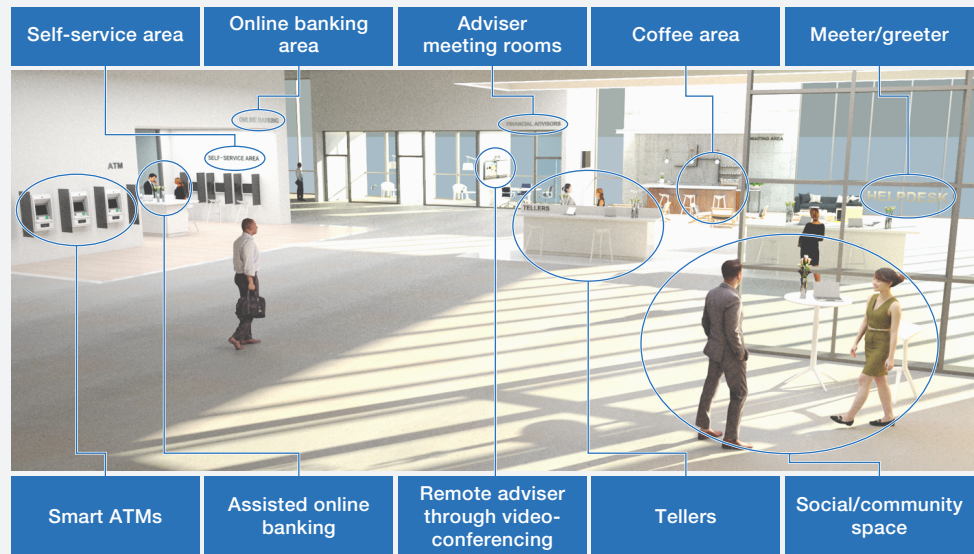 Self-service area
Online banking
area
Adviser
meeting rooms
Coffee area
Meeter/greeter
ONLINE BANKING
FINANCIAL ADVISORS
WAITING AREA
ATM
SELF-SERVICE AREA
HELPDESK
TELLERS
Smart ATMs
Assisted online
banking
Remote adviser
through video-
conferencing
Tellers
Social/community
space